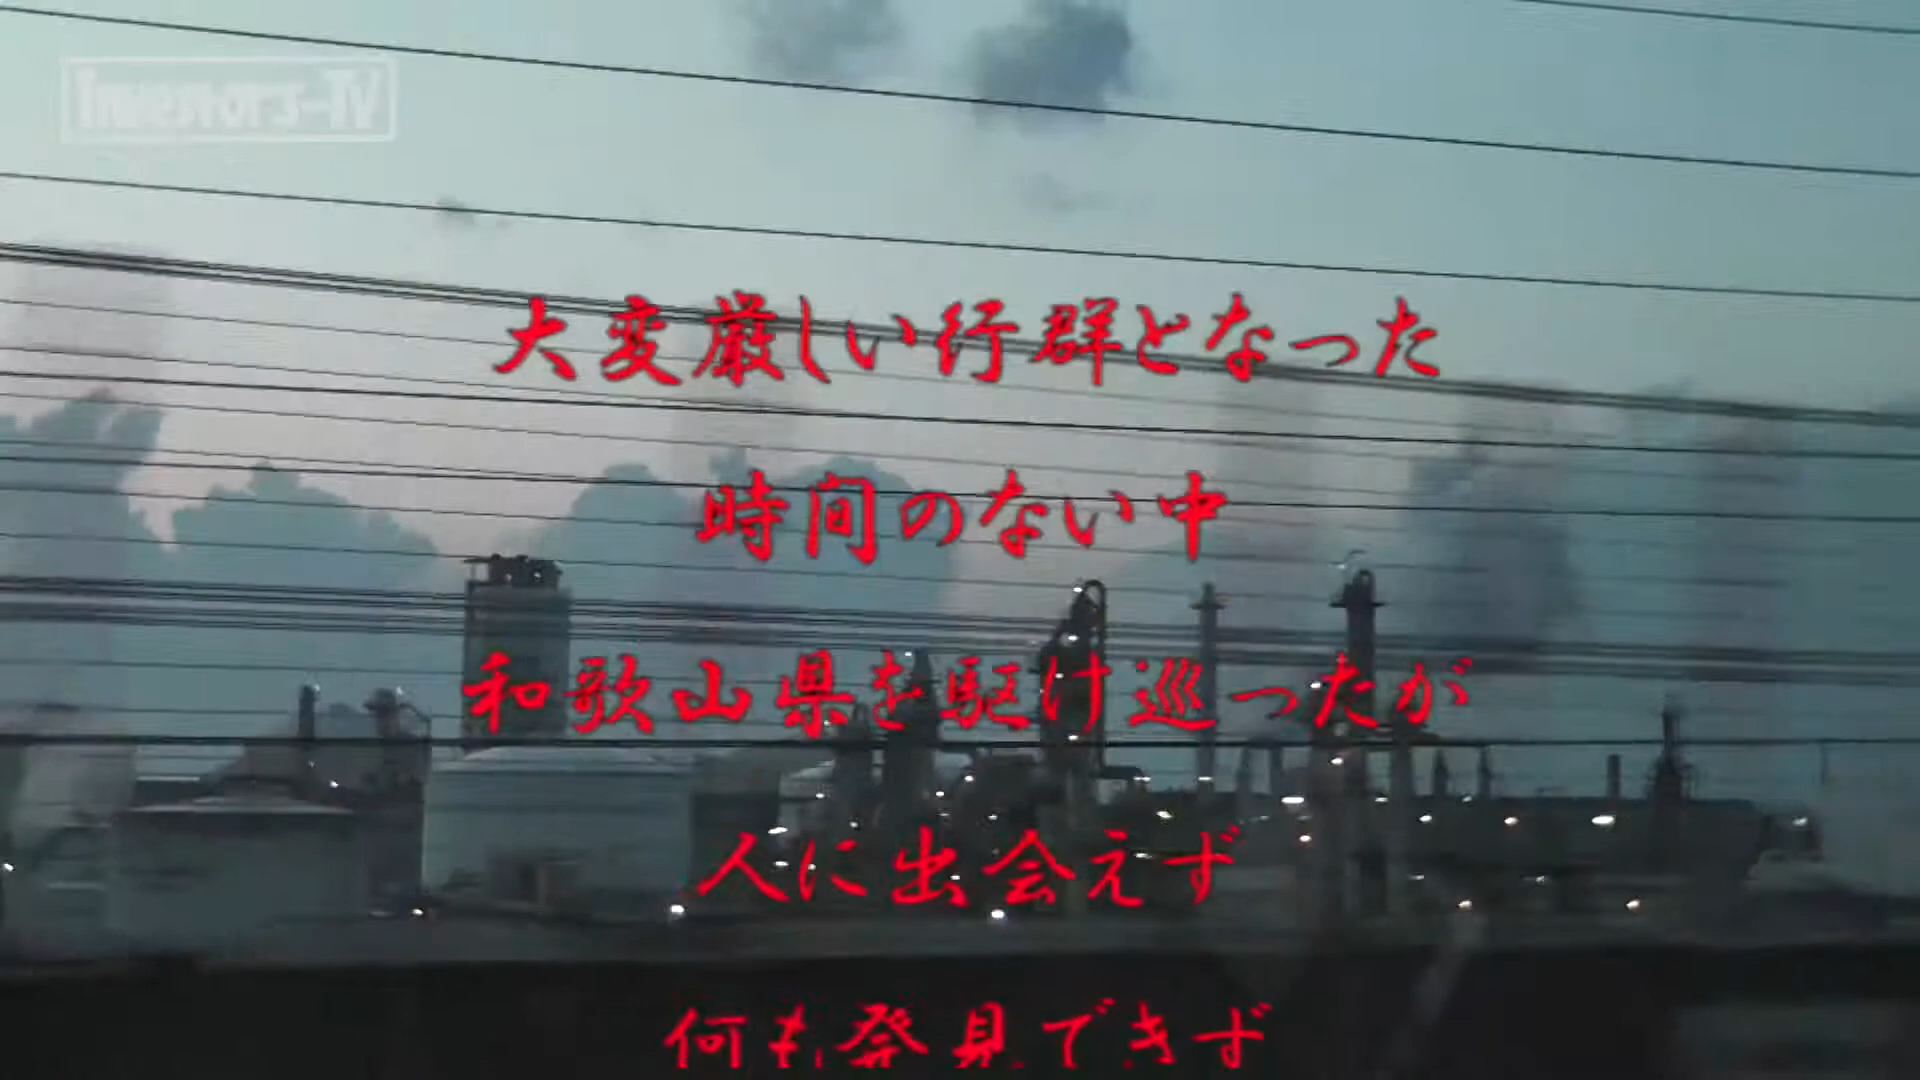 Investors-TV
大変厳しい行群となった
時間のない中
和歌山県を駆け巡ったが
人に出会えず
何も発見できず